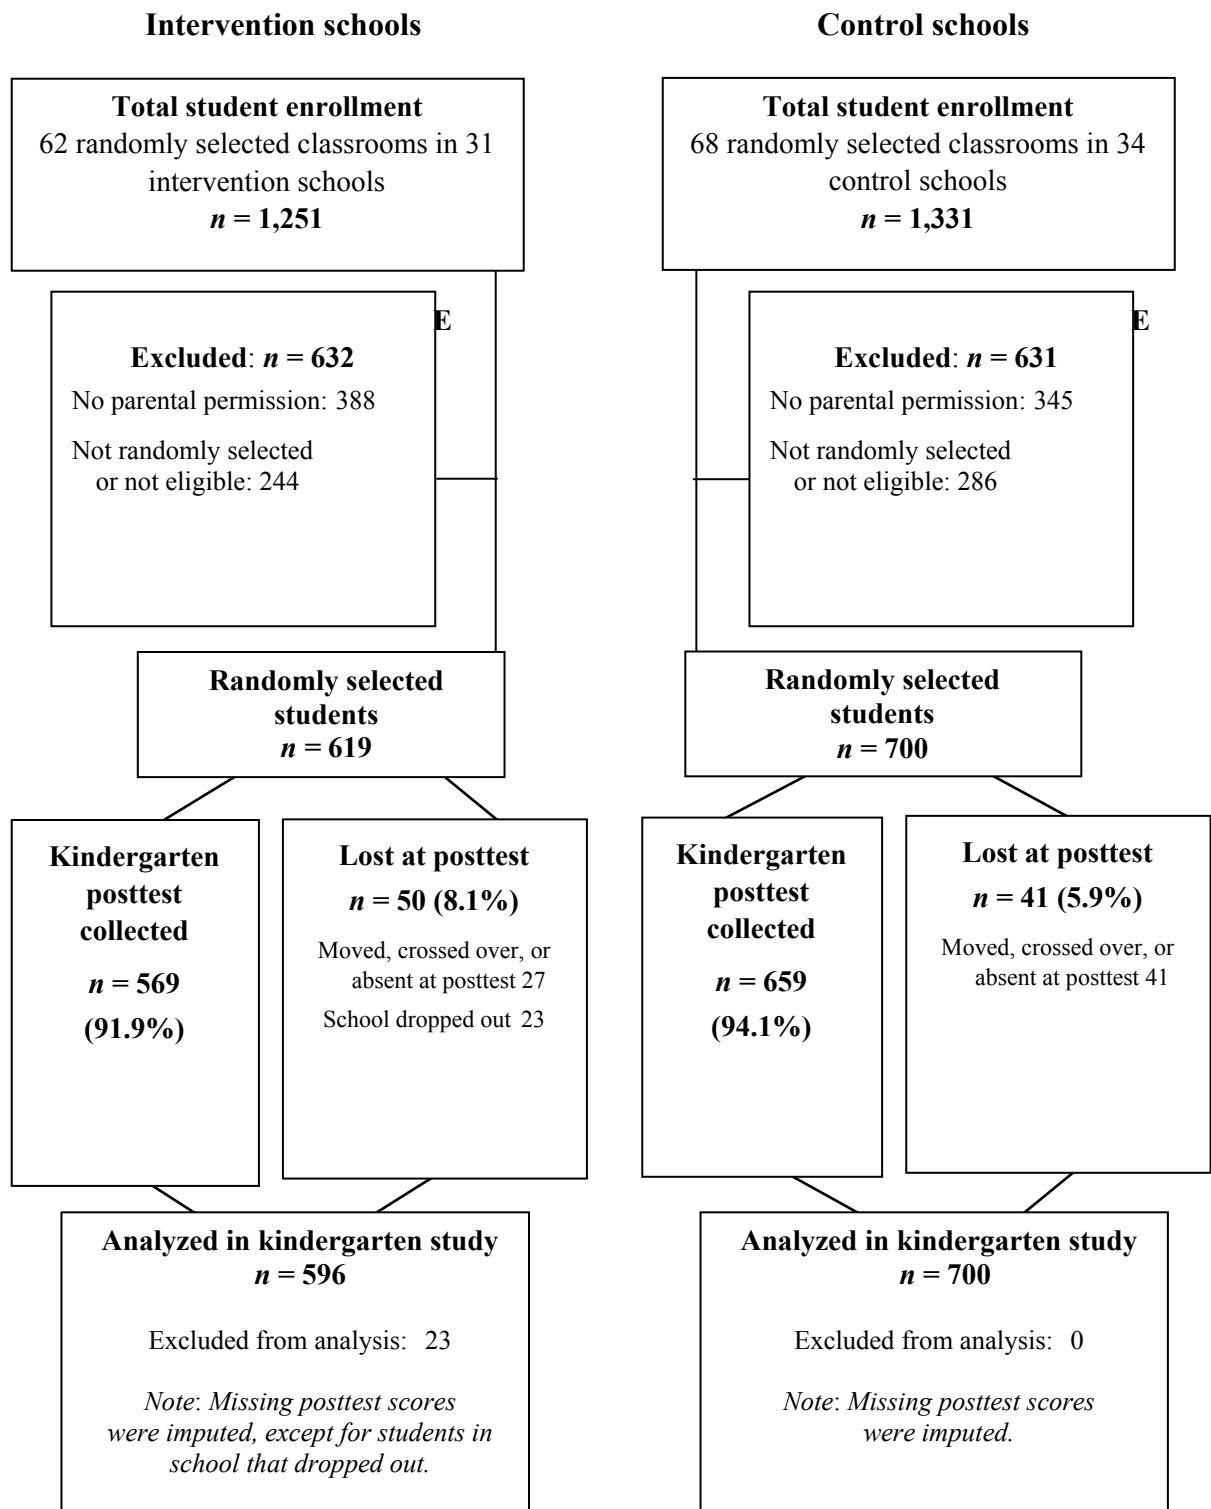 Intervention schools
Total student enrollment
62 randomly selected classrooms in 31
intervention schools
n = 1,251
E
Excluded: n = 632
No parental permission: 388
Not randomly selected
or not eligible: 244
Randomly selected
students
n = 619
Kindergarten
posttest
collected
n = 569
(91.9%)
Lost at posttest
n = 50 (8.1%)
Moved, crossed over, or
absent at posttest 27
School dropped out 23
Analyzed in kindergarten study
n = 596
Excluded from analysis: 23
Note: Missing posttest scores
were imputed, except for students in
school that dropped out.
Control schools
Total student enrollment
68 randomly selected classrooms in 34
control schools
n = 1,331
E
Excluded: n = 631
No parental permission: 345
Not randomly selected
or not eligible: 286
Randomly selected
students
n = 700
Kindergarten
posttest
collected
n = 659
(94.1%)
Lost at posttest
n = 41 (5.9%)
Moved, crossed over, or
absent at posttest 41
Analyzed in kindergarten study
n = 700
Excluded from analysis: 0
Note: Missing posttest scores
were imputed.